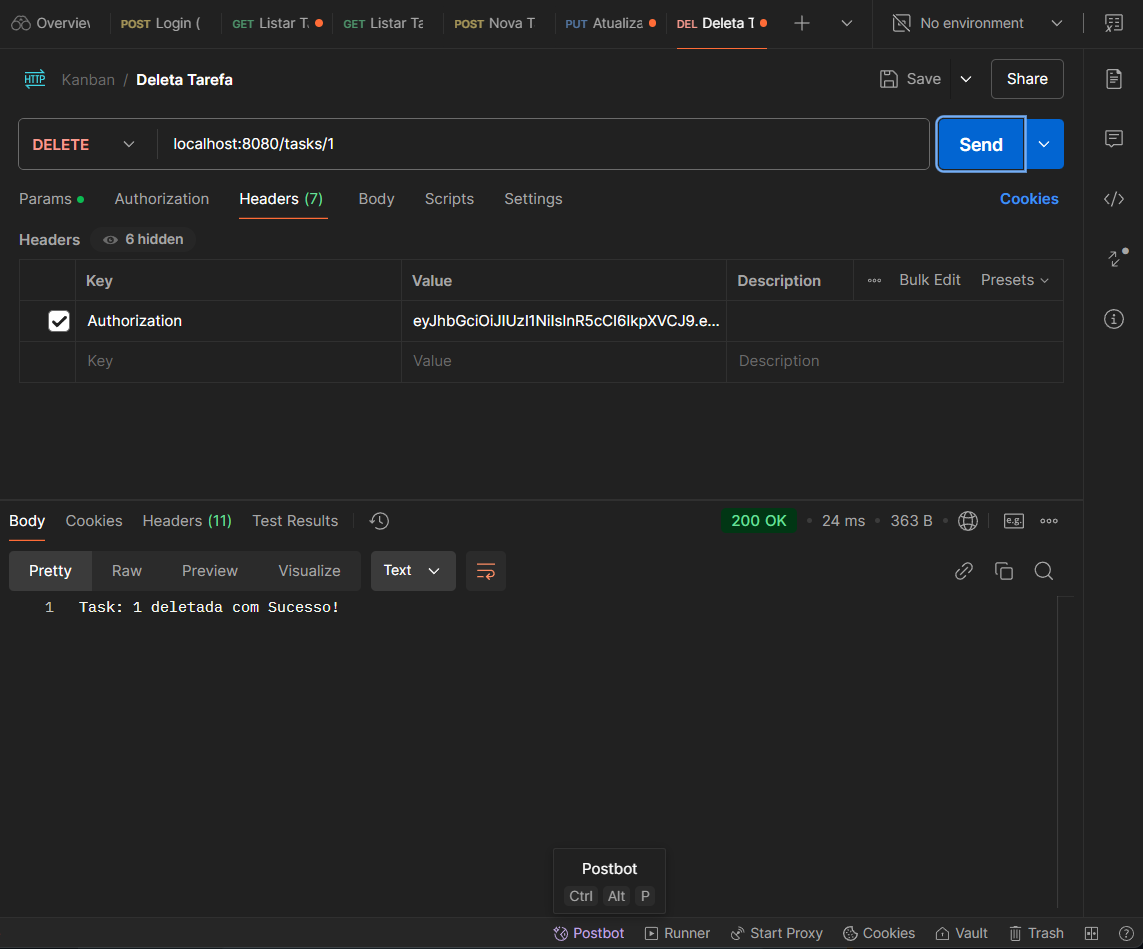 Overview POST Login ( GET Listar T. GET Listar Ta POST Nova T PUT Atualiza DEL Deleta T No environment
HTTP Kanban / Deleta Tarefa Save Share
DELETE localhost:8080/tasks/1 Send
Params Authorization Headers (7) Body Scripts Settings Cookies
Headers 6 hidden
Key Value Description Bulk Edit Presets
Authorization
Key Value Description
Body Cookies Headers (11) Test Results 200 OK 24 ms 363 B e.g.
Pretty Raw Preview Visualize Text
1 Task: 1 deletada com Sucesso!
Postbot
Ctrl Alt P
Postbot Runner Start Proxy Cookies Vault Trash